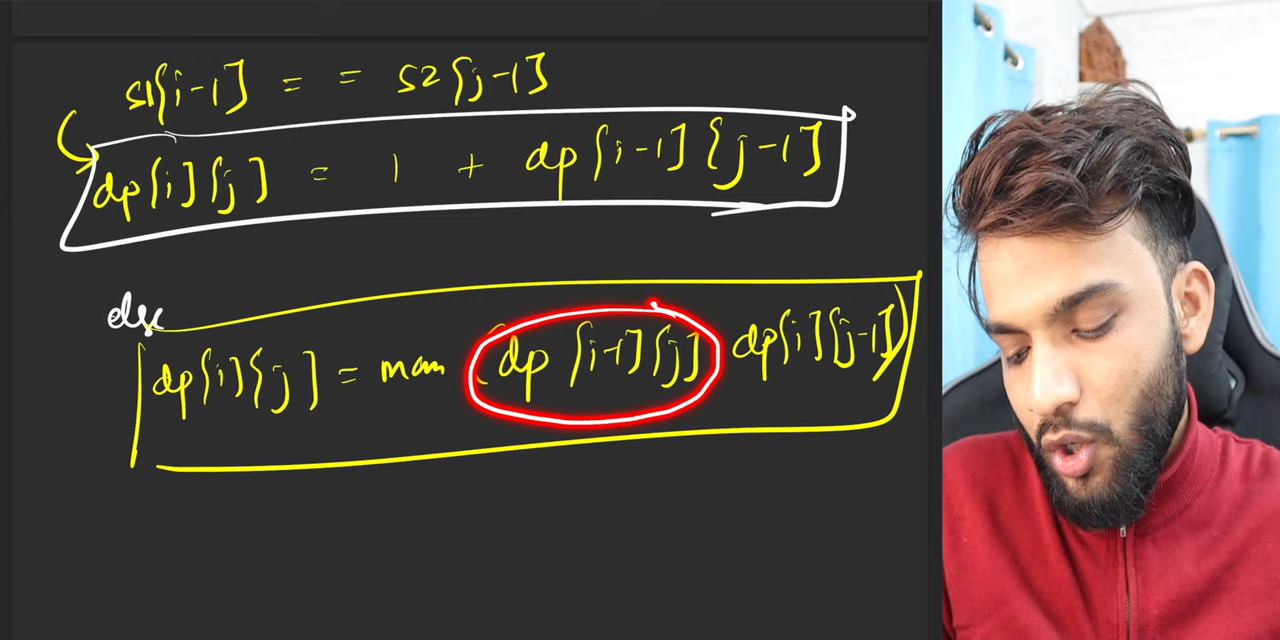 s1[i-1] = = s2[j-1]
dp[i][j] = 1 + dp[i-1][j-1]
else
dp[i][j] = max (dp[i-1][j] dp[i][j-1])